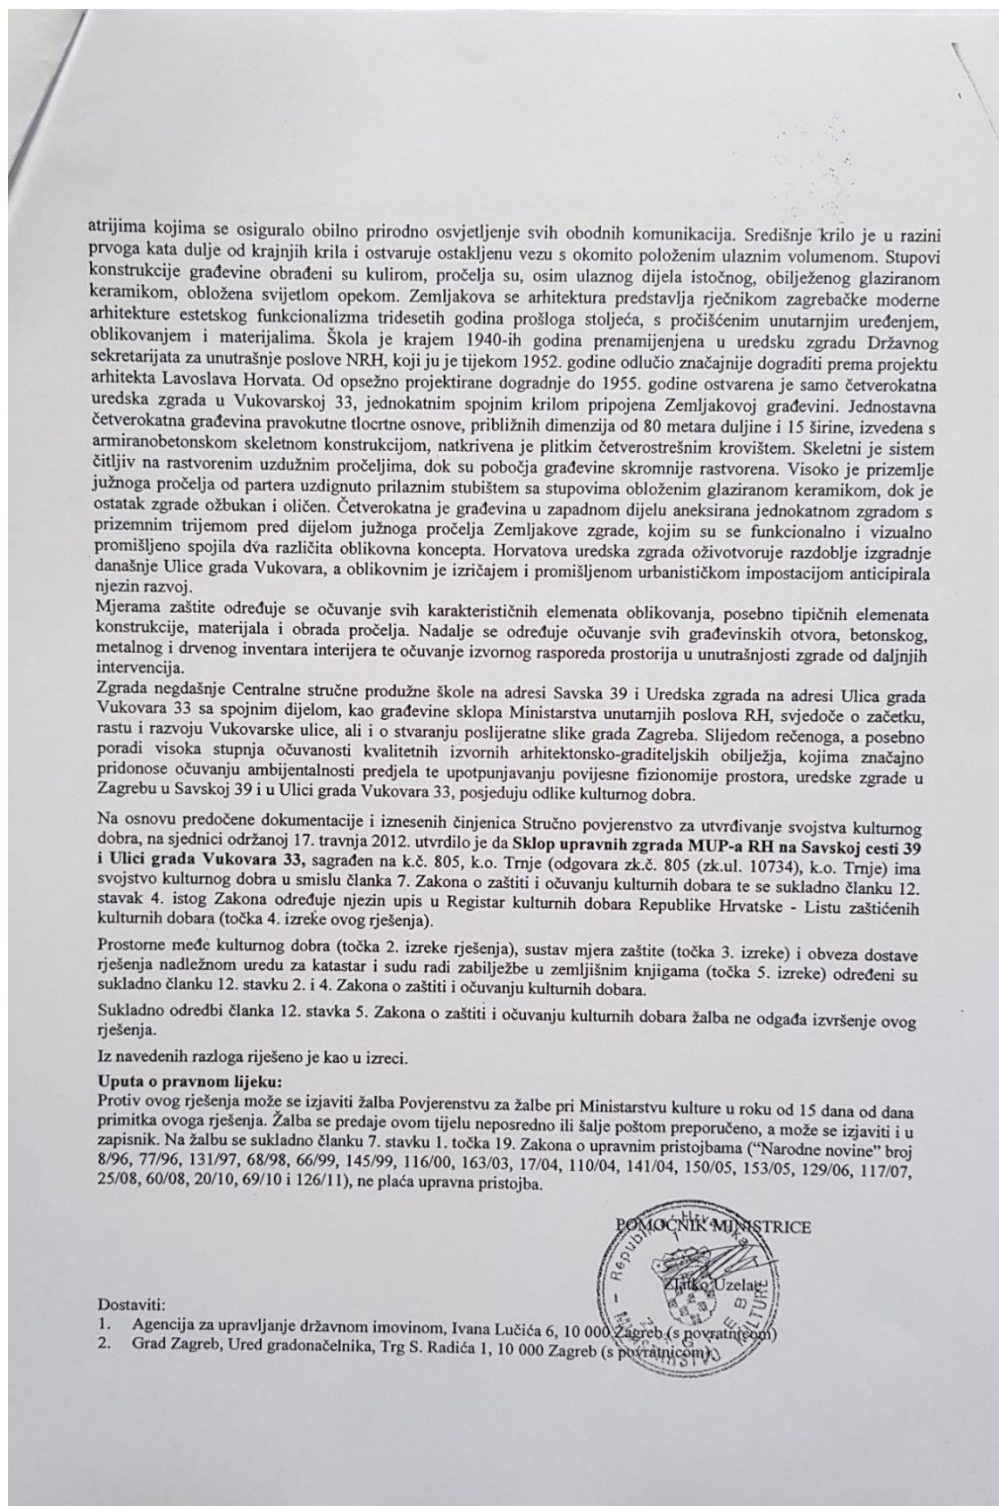 atrijima kojima se osiguralo obilno prirodno osvjetljenje svih obodnih komunikacija. Središnje krilo je u razini
prvoga kata dulje od krajnjih krila i ostvaruje ostakljenu vezu s okomito položenim ulaznim volumenom. Stupovi
konstrukcije građevine obrađeni su kulirom, pročelja su, osim ulaznog dijela istočnog, obilježenog glaziranom
keramikom, obložena svijetlom opekom. Zemljakova se arhitektura predstavlja rječnikom zagrebačke moderne
arhitekture estetskog funkcionalizma tridesetih godina prošloga stoljeća, s pročišćenim unutarnjim uređenjem,
oblikovanjem i materijalima. Škola je krajem 1940-ih godina prenamijenjena u uredsku zgradu Državnog
sekretarijata za unutrašnje poslove NRH, koji ju je tijekom 1952. godine odlučio značajnije dograditi prema projektu
arhitekta Lavoslava Horvata. Od opsežno projektirane dogradnje do 1955. godine ostvarena je samo četverokatna
uredska zgrada u Vukovarskoj 33, jednokatnim spojnim krilom pripojena Zemljakovoj građevini. Jednostavna
četverokatna građevina pravokutne tlocrtne osnove, približnih dimenzija od 80 metara duljine i 15 širine, izvedena s
armiranobetonskom skeletnom konstrukcijom, natkrivena je plitkim četverostrešnim krovištem. Skeletni je sistem
čitljiv na rastvorenim uzdužnim pročeljima, dok su pobočja građevine skromnije rastvorena. Visoko je prizemlje
južnoga pročelja od partera uzdignuto prilaznim stubištem sa stupovima obloženim glaziranom keramikom, dok je
ostatak zgrade ožbukan i oličen. Četverokatna je građevina u zapadnom dijelu aneksirana jednokatnom zgradom s
prizemnim trijemom pred dijelom južnoga pročelja Zemljakove zgrade, kojim su se funkcionalno i vizualno
promišljeno spojila dva različita oblikovna koncepta. Horvatova uredska zgrada oživotvoruje razdoblje izgradnje
današnje Ulice grada Vukovara, a oblikovnim je izričajem i promišljenom urbanističkom impostacijom anticipirala
njezin razvoj.
Mjerama zaštite određuje se očuvanje svih karakterističnih elemenata oblikovanja, posebno tipičnih elemenata
konstrukcije, materijala i obrada pročelja. Nadalje se određuje očuvanje svih građevinskih otvora, betonskog,
metalnog i drvenog inventara interijera te očuvanje izvornog rasporeda prostorija u unutrašnjosti zgrade od daljnjih
intervencija.
Zgrada negdašnje Centralne stručne produžne škole na adresi Savska 39 i Uredska zgrada na adresi Ulica grada
Vukovara 33 sa spojnim dijelom, kao građevine sklopa Ministarstva unutarnjih poslova RH, svjedoče o začetku,
rastu i razvoju Vukovarske ulice, ali i o stvaranju poslijeratne slike grada Zagreba. Slijedom rečenoga, a posebno
poradi visoka stupnja očuvanosti kvalitetnih izvornih arhitektonsko-graditeljskih obilježja, kojima značajno
pridonose očuvanju ambijentalnosti predjela te upotpunjavanju povijesne fizionomije prostora, uredske zgrade u
Zagrebu u Savskoj 39 i u Ulici grada Vukovara 33, posjeduju odlike kulturnog dobra.
Na osnovu predočene dokumentacije i iznesenih činjenica Stručno povjerenstvo za utvrđivanje svojstva kulturnog
dobra, na sjednici održanoj 17. travnja 2012. utvrdilo je da Sklop upravnih zgrada MUP-a RH na Savskoj cesti 39
i Ulici grada Vukovara 33, sagrađen na k.č. 805, k.o. Trnje (odgovara zk.č. 805 (zk.ul. 10734), k.o. Trnje) ima
svojstvo kulturnog dobra u smislu članka 7. Zakona o zaštiti i očuvanju kulturnih dobara te se sukladno članku 12.
stavak 4. istog Zakona određuje njezin upis u Registar kulturnih dobara Republike Hrvatske - Listu zaštićenih
kulturnih dobara (točka 4. izreke ovog rješenja).
Prostorne međe kulturnog dobra (točka 2. izreke rješenja), sustav mjera zaštite (točka 3. izreke) i obveza dostave
rješenja nadležnom uredu za katastar i sudu radi zabilježbe u zemljišnim knjigama (točka 5. izreke) određeni su
sukladno članku 12. stavku 2. i 4. Zakona o zaštiti i očuvanju kulturnih dobara.
Sukladno odredbi članka 12. stavka 5. Zakona o zaštiti i očuvanju kulturnih dobara žalba ne odgađa izvršenje ovog
rješenja.
Iz navedenih razloga riješeno je kao u izreci.
Uputa o pravnom lijeku:
Protiv ovog rješenja može se izjaviti žalba Povjerenstvu za žalbe pri Ministarstvu kulture u roku od 15 dana od dana
primitka ovoga rješenja. Žalba se predaje ovom tijelu neposredno ili šalje poštom preporučeno, a može se izjaviti i u
zapisnik. Na žalbu se sukladno članku 7. stavku 1. točka 19. Zakona o upravnim pristojbama (“Narodne novine” broj
8/96, 77/96, 131/97, 68/98, 66/99, 145/99, 116/00, 163/03, 17/04, 110/04, 141/04, 150/05, 153/05, 129/06, 117/07,
25/08, 60/08, 20/10, 69/10 i 126/11), ne plaća upravna pristojba.
POMOĆNIK MINISTRICE
Zlatko Uzelac
Republika Hrvatska
MINISTARSTVO KULTURE
ZAGREB
Dostaviti:
1. Agencija za upravljanje državnom imovinom, Ivana Lučića 6, 10 000 Zagreb (s povratnicom)
2. Grad Zagreb, Ured gradonačelnika, Trg S. Radića 1, 10 000 Zagreb (s povratnicom)